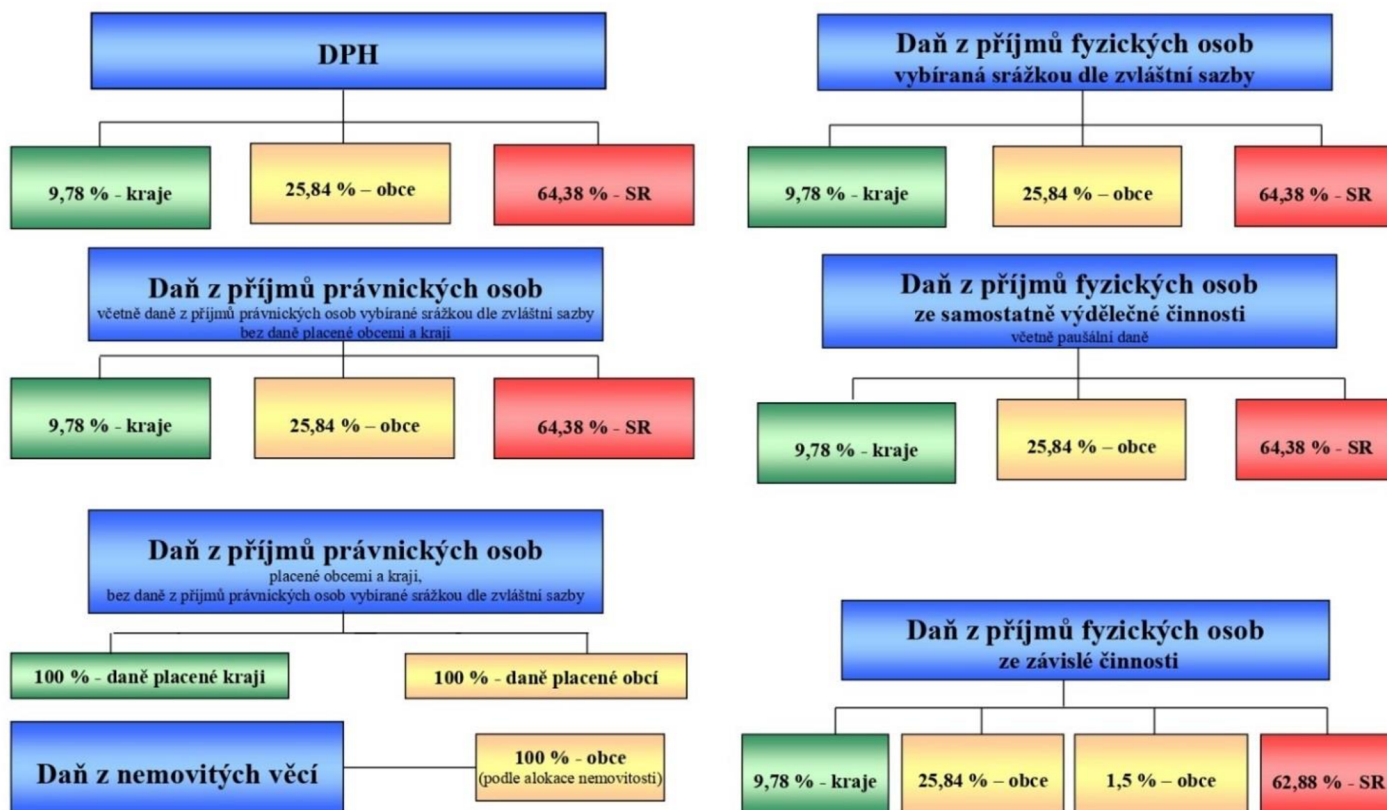 DPH
9,78 % - kraje
25,84 % – obce
64,38 % - SR
Daň z příjmů fyzických osob
vybíraná srážkou dle zvláštní sazby
9,78 % - kraje
25,84 % – obce
64,38 % - SR
Daň z příjmů právnických osob
včetně daně z příjmů právnických osob vybírané srážkou dle zvláštní sazby
bez daně placené obcemi a kraji
9,78 % - kraje
25,84 % – obce
64,38 % - SR
Daň z příjmů fyzických osob
ze samostatně výdělečné činnosti
včetně paušální daně
9,78 % - kraje
25,84 % – obce
64,38 % - SR
Daň z příjmů právnických osob
placené obcemi a kraji,
bez daně z příjmů právnických osob vybírané srážkou dle zvláštní sazby
100 % - daně placené kraji
100 % - daně placené obcí
Daň z nemovitých věcí
100 % - obce
(podle alokace nemovitosti)
Daň z příjmů fyzických osob
ze závislé činnosti
9,78 % - kraje
25,84 % – obce
1,5 % – obce
62,88 % - SR